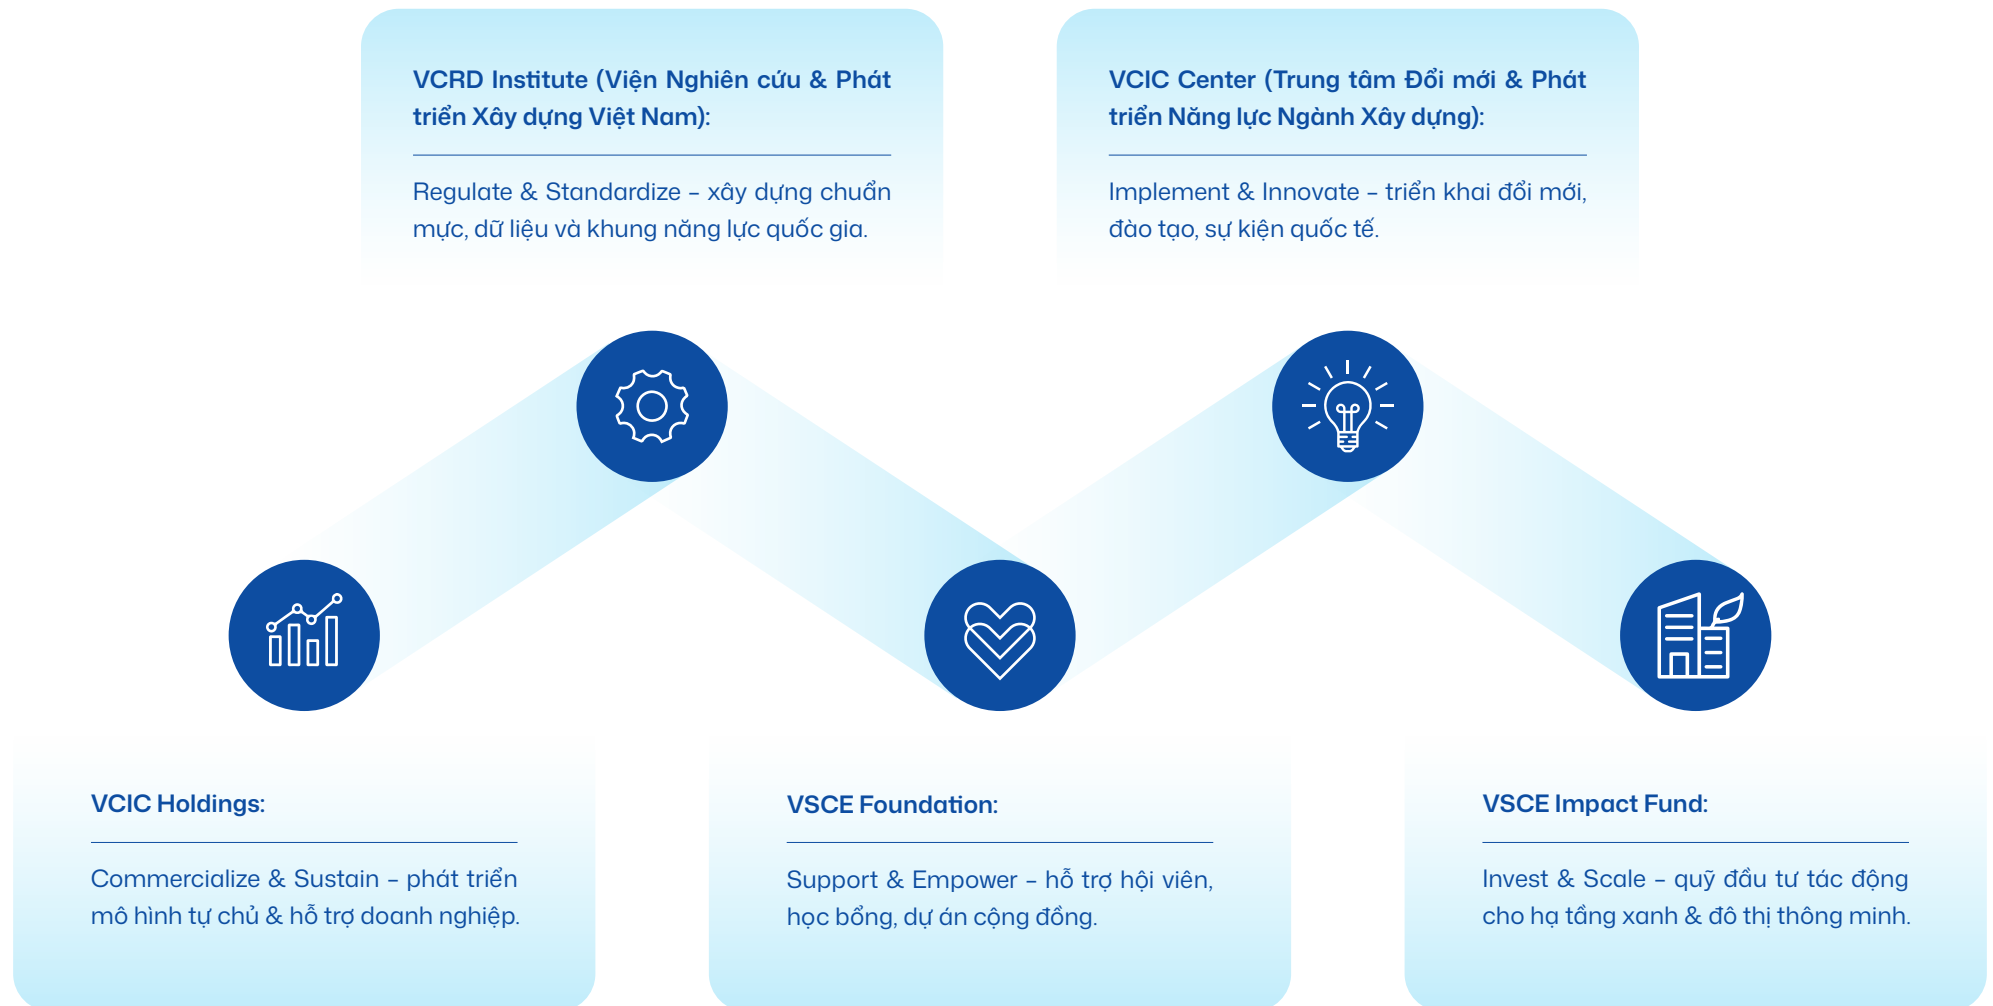 VCRD Institute (Viện Nghiên cứu & Phát
triển Xây dựng Việt Nam):
Regulate & Standardize – xây dựng chuẩn
mực, dữ liệu và khung năng lực quốc gia.
VCIC Center (Trung tâm Đổi mới & Phát
triển Năng lực Ngành Xây dựng):
Implement & Innovate – triển khai đổi mới,
đào tạo, sự kiện quốc tế.
VCIC Holdings:
Commercialize & Sustain – phát triển
mô hình tự chủ & hỗ trợ doanh nghiệp.
VSCE Foundation:
Support & Empower – hỗ trợ hội viên,
học bổng, dự án cộng đồng.
VSCE Impact Fund:
Invest & Scale – quỹ đầu tư tác động
cho hạ tầng xanh & đô thị thông minh.